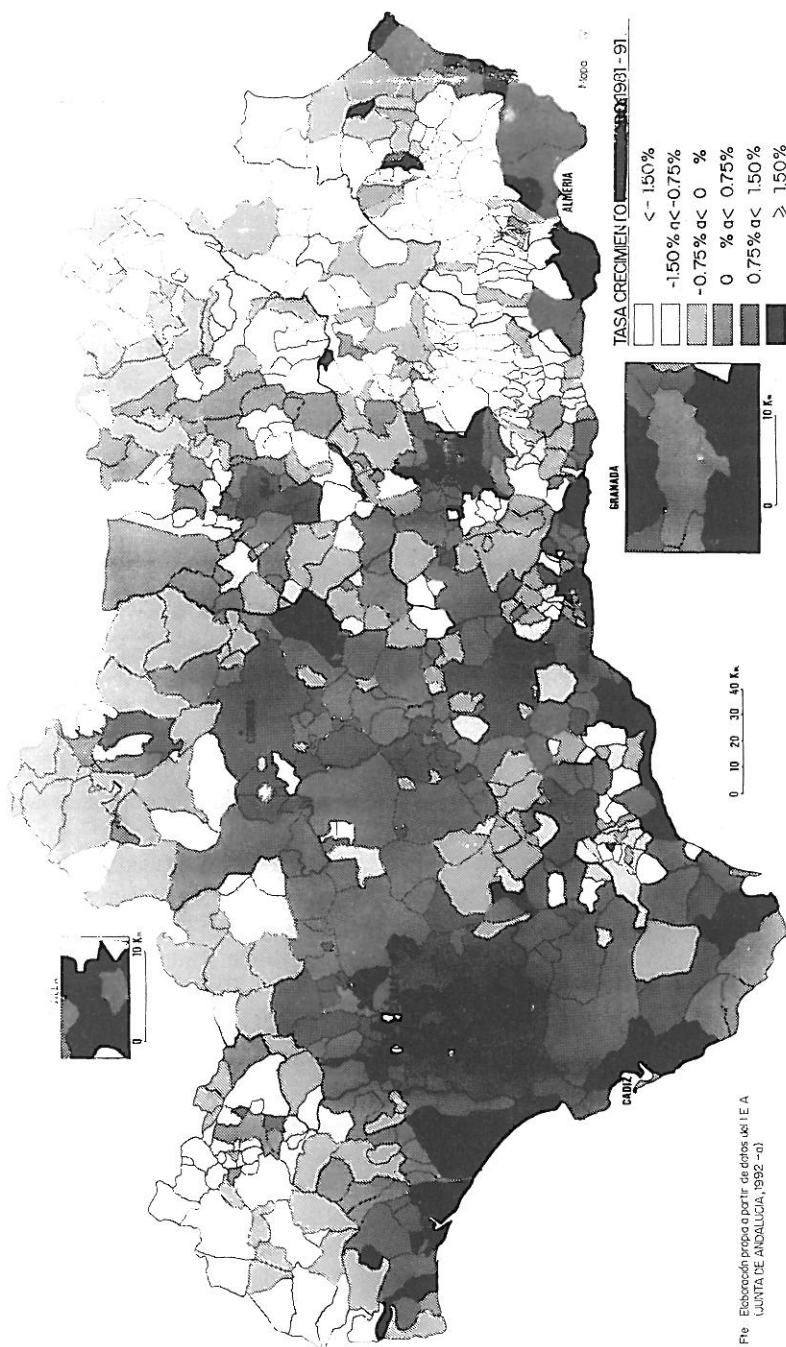 Mapa IV
TASA CRECIMIENTO 1981-91.
<- 1.50%
-1.50% a<-0.75%
-0.75% a< 0 %
0 % a< 0.75%
0.75% a< 1.50%
≥ 1.50%
ALMERIA
GRANADA
0 10 Km
0 10 20 30 40 Km
0 10 Km
CADIZ
Fte Elaboración propia a partir de datos del I E A
(JUNTA DE ANDALUCIA, 1992 -a)